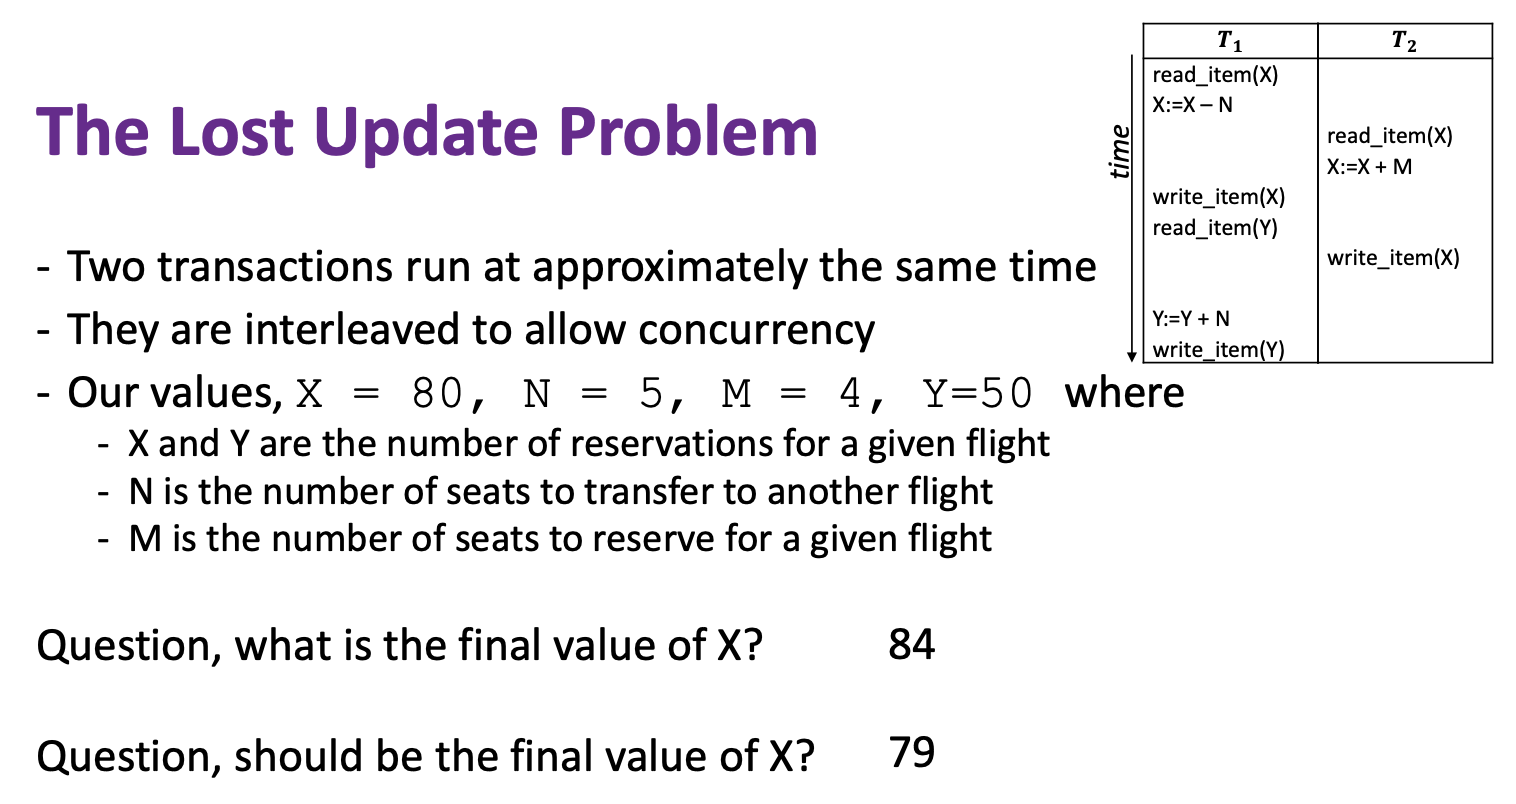 The Lost Update Problem
- Two transactions run at approximately the same time
- They are interleaved to allow concurrency
- Our values, X = 80, N = 5, M = 4, Y=50 where
- X and Y are the number of reservations for a given flight
- N is the number of seats to transfer to another flight
- M is the number of seats to reserve for a given flight
Question, what is the final value of X? 84
Question, should be the final value of X? 79
time
T1 T2
read_item(X)
X:=X – N
read_item(X)
X:=X + M
write_item(X)
read_item(Y)
write_item(X)
Y:=Y + N
write_item(Y)